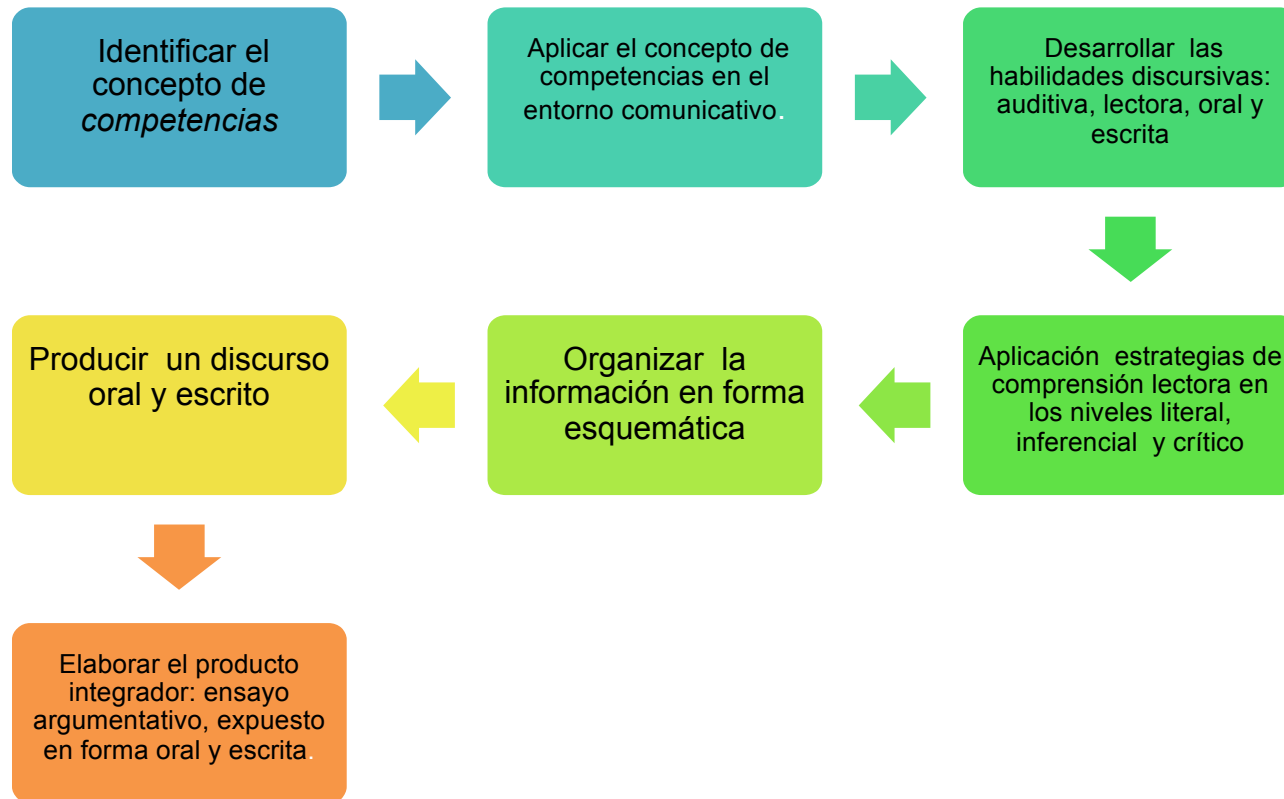 Identificar el
concepto de
competencias
Aplicar el concepto de
competencias en el
entorno comunicativo.
Desarrollar las
habilidades discursivas:
auditiva, lectora, oral y
escrita
Aplicación estrategias de
comprensión lectora en
los niveles literal,
inferencial y crítico
Organizar la
información en forma
esquemática
Producir un discurso
oral y escrito
Elaborar el producto
integrador: ensayo
argumentativo, expuesto
en forma oral y escrita.